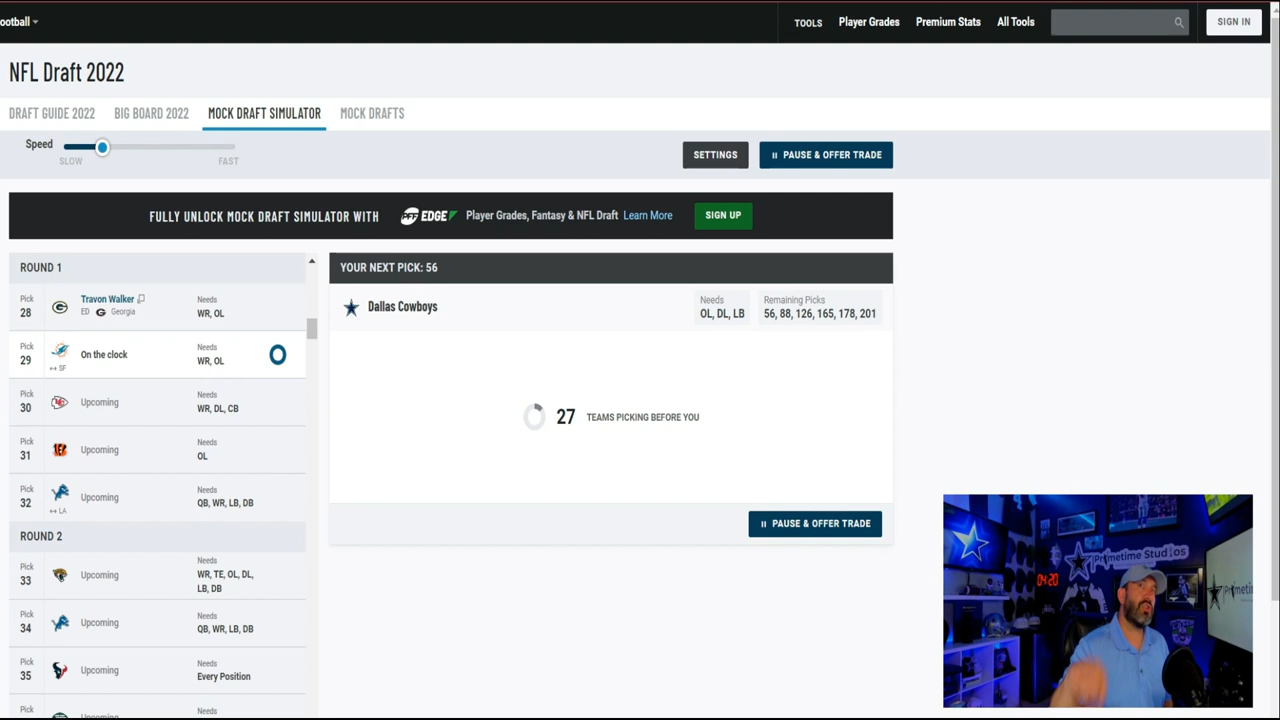 ootball
TOOLS
Player Grades
Premium Stats
All Tools
SIGN IN
NFL Draft 2022
DRAFT GUIDE 2022
BIG BOARD 2022
MOCK DRAFT SIMULATOR
MOCK DRAFTS
Speed
SLOW
FAST
SETTINGS
PAUSE & OFFER TRADE
FULLY UNLOCK MOCK DRAFT SIMULATOR WITH
PFF EDGE
Player Grades, Fantasy & NFL Draft Learn More
SIGN UP
ROUND 1
Pick
28
Travon Walker
ED
Georgia
Needs
WR, OL
Pick
29
↔ SF
On the clock
Needs
WR, OL
Pick
30
Upcoming
Needs
WR, DL, CB
Pick
31
Upcoming
Needs
OL
Pick
32
↔ LA
Upcoming
Needs
QB, WR, LB, DB
ROUND 2
Pick
33
Upcoming
Needs
WR, TE, OL, DL,
LB, DB
Pick
34
Upcoming
Needs
QB, WR, LB, DB
Pick
35
Upcoming
Needs
Every Position
Pick
Upcoming
Needs
YOUR NEXT PICK: 56
Dallas Cowboys
Needs
OL, DL, LB
Remaining Picks
56, 88, 126, 165, 178, 201
27
TEAMS PICKING BEFORE YOU
PAUSE & OFFER TRADE
Primetime Studios
04:20